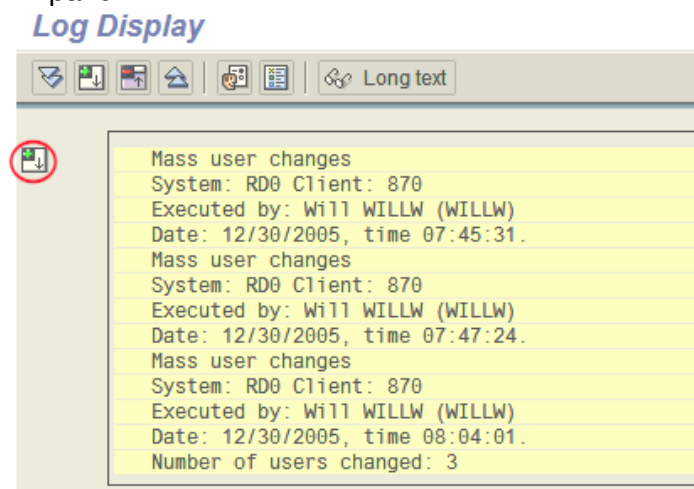 Log Display
Long text
Mass user changes
System: RD0 Client: 870
Executed by: Will WILLW (WILLW)
Date: 12/30/2005, time 07:45:31.
Mass user changes
System: RD0 Client: 870
Executed by: Will WILLW (WILLW)
Date: 12/30/2005, time 07:47:24.
Mass user changes
System: RD0 Client: 870
Executed by: Will WILLW (WILLW)
Date: 12/30/2005, time 08:04:01.
Number of users changed: 3